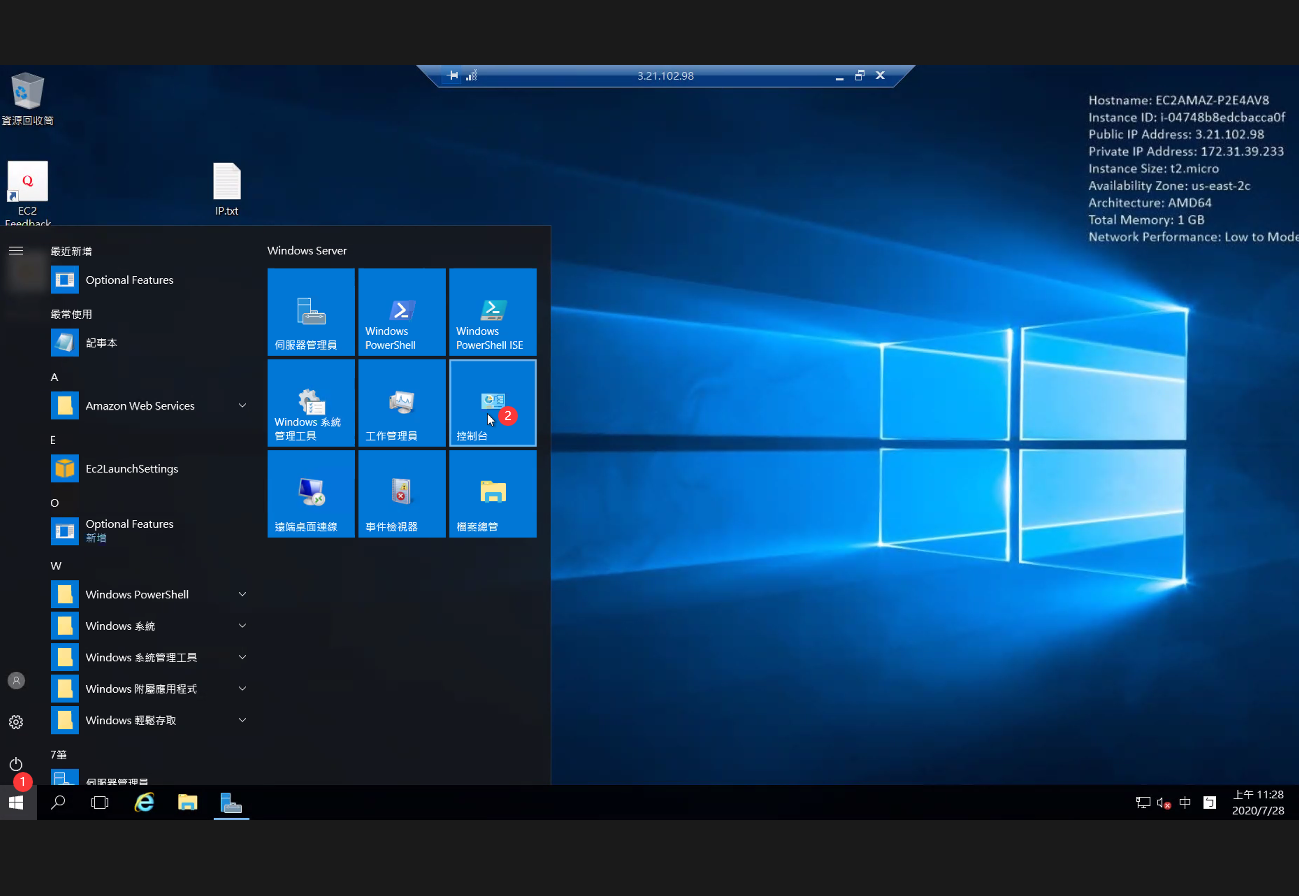 3.21.102.98
資源回收筒
Q
EC2
Feedback
IP.txt
Hostname: EC2AMAZ-P2E4AV8
Instance ID: i-04748b8edcbacca0f
Public IP Address: 3.21.102.98
Private IP Address: 172.31.39.233
Instance Size: t2.micro
Availability Zone: us-east-2c
Architecture: AMD64
Total Memory: 1 GB
Network Performance: Low to Mode
最近新增
Optional Features
最常使用
記事本
A
Amazon Web Services
E
Ec2LaunchSettings
O
Optional Features
新增
W
Windows PowerShell
Windows 系統
Windows 系統管理工具
Windows 附屬應用程式
Windows 輕鬆存取
7筆
伺服器管理員
Windows Server
伺服器管理員
Windows
PowerShell
Windows
PowerShell ISE
Windows 系統
管理工具
工作管理員
控制台
2
遠端桌面連線
事件檢視器
檔案總管
1
中
上午 11:28
2020/7/28